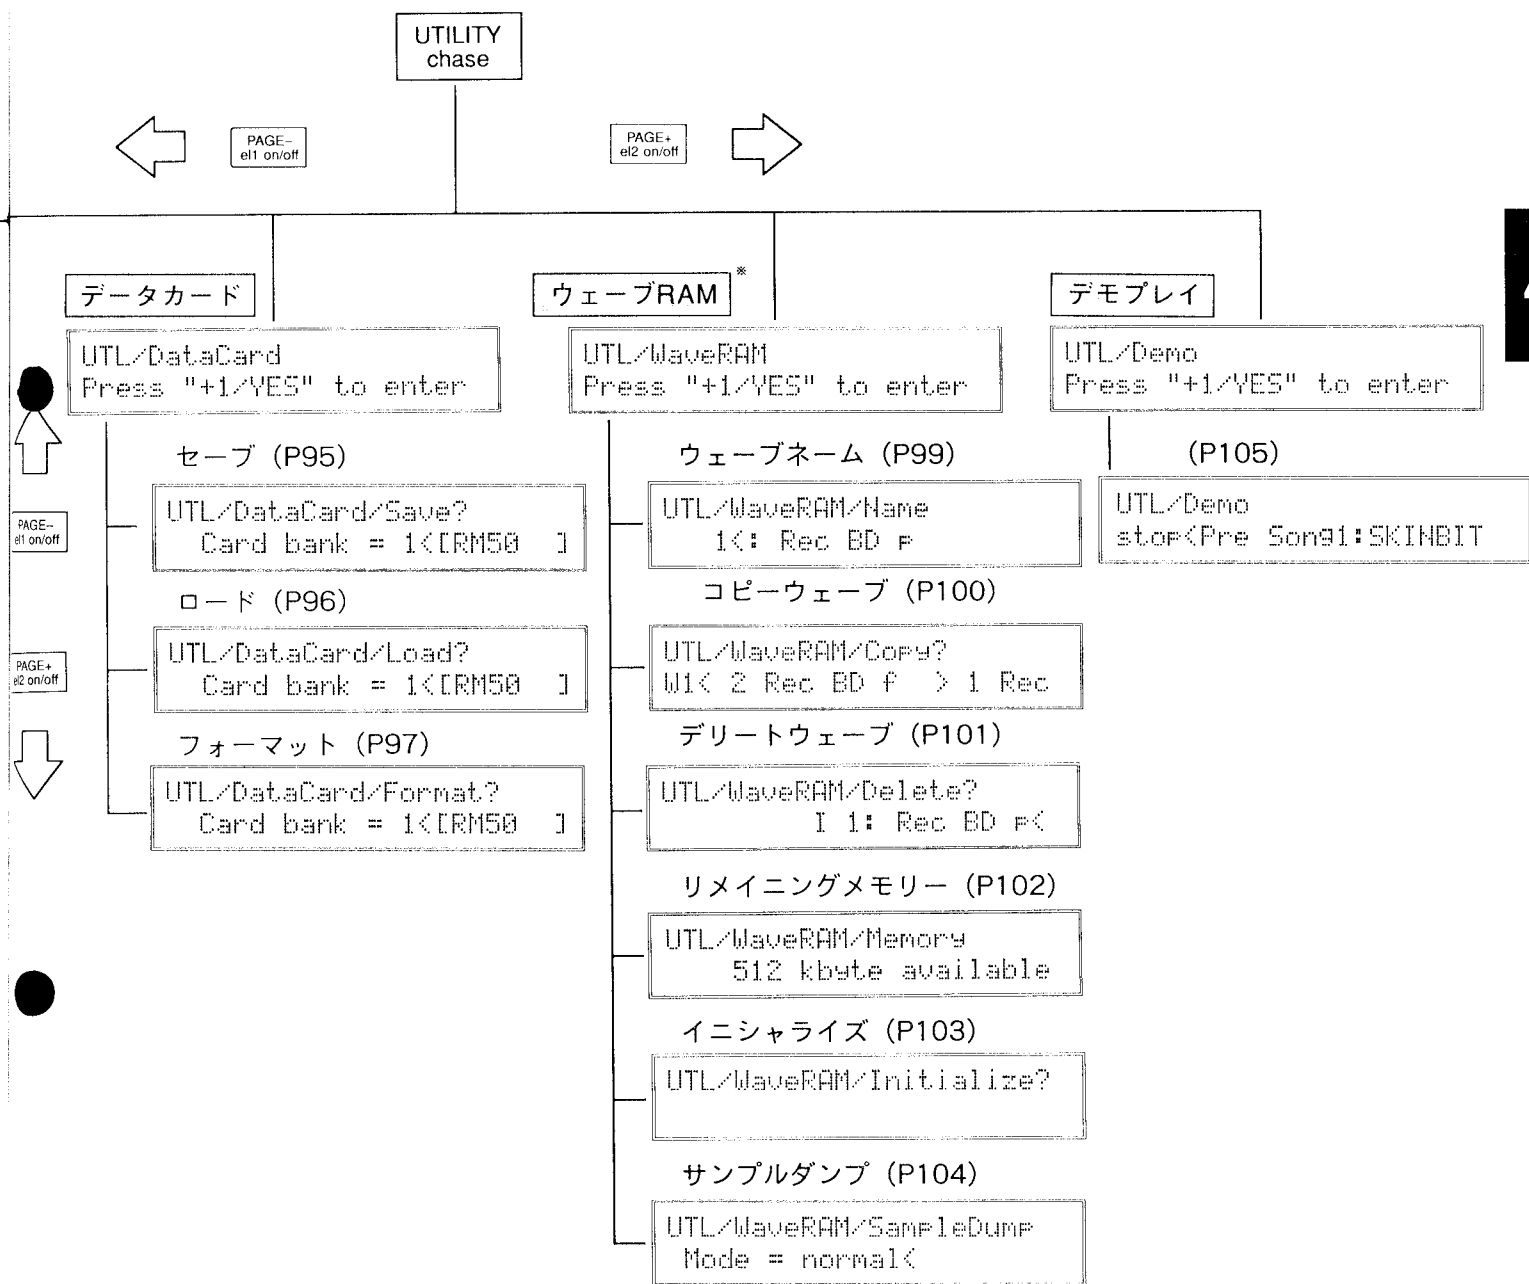 UTILITY
chase
PAGE−
el1 on/off
PAGE+
el2 on/off
データカード
UTL/DataCard
Press "+1/YES" to enter
PAGE−
el1 on/off
PAGE+
el2 on/off
セーブ (P95)
UTL/DataCard/Save?
Card bank = 1<[RM50 ]
ロード (P96)
UTL/DataCard/Load?
Card bank = 1<[RM50 ]
フォーマット (P97)
UTL/DataCard/Format?
Card bank = 1<[RM50 ]
ウェーブRAM ※
UTL/WaveRAM
Press "+1/YES" to enter
ウェーブネーム (P99)
UTL/WaveRAM/Name
1<: Rec BD p
コピーウェーブ (P100)
UTL/WaveRAM/Copy?
W1< 2 Rec BD f > 1 Rec
デリートウェーブ (P101)
UTL/WaveRAM/Delete?
I 1: Rec BD p<
リメイニングメモリー (P102)
UTL/WaveRAM/Memory
512 kbyte available
イニシャライズ (P103)
UTL/WaveRAM/Initialize?
サンプルダンプ (P104)
UTL/WaveRAM/SampleDump
Mode = normal<
デモプレイ
UTL/Demo
Press "+1/YES" to enter
(P105)
UTL/Demo
stop<Pre Song1:SKINBIT